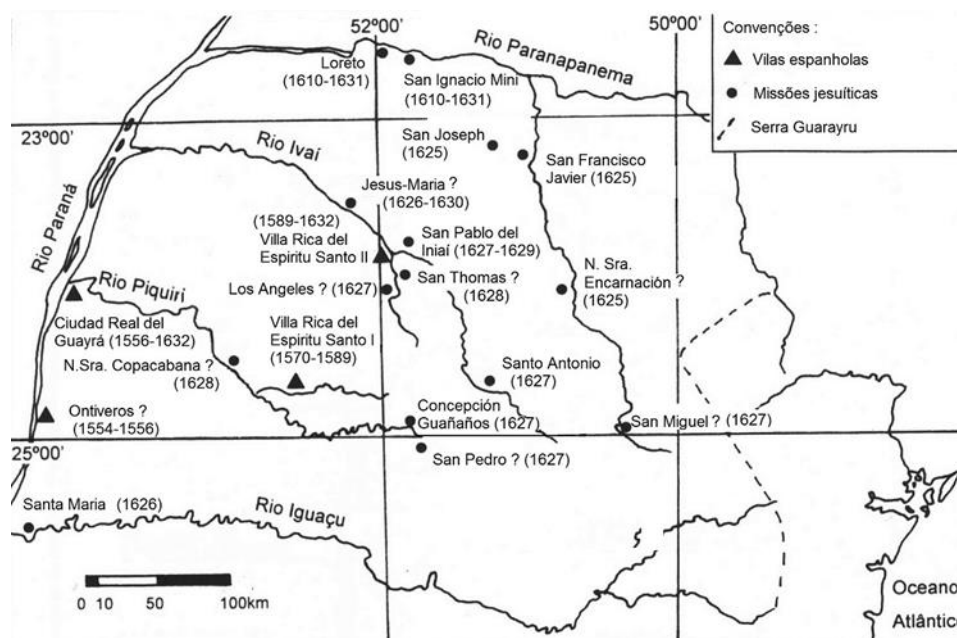 52°00'
50°00'
Convenções :
Vilas espanholas
Missões jesuíticas
Serra Guarayru
Rio Paranapanema
Loreto
(1610-1631)
San Ignacio Mini
(1610-1631)
23°00'
Rio Ivaí
San Joseph
(1625)
San Francisco
Javier (1625)
Jesus-Maria ?
(1626-1630)
Rio Paraná
(1589-1632)
Villa Rica del
Espiritu Santo II
San Pablo del
Iniaí (1627-1629)
San Thomas ?
(1628)
Los Angeles ? (1627)
N. Sra.
Encarnación ?
(1625)
Rio Piquiri
Ciudad Real del
Guayrá (1556-1632)
Villa Rica del
Espiritu Santo I
(1570-1589)
N.Sra. Copacabana ?
(1628)
Santo Antonio
(1627)
Ontiveros ?
(1554-1556)
Concepción
Guañaños (1627)
San Miguel ? (1627)
25°00'
San Pedro ? (1627)
Santa Maria (1626)
Rio Iguaçu
0 10 50 100km
Oceano
Atlântico